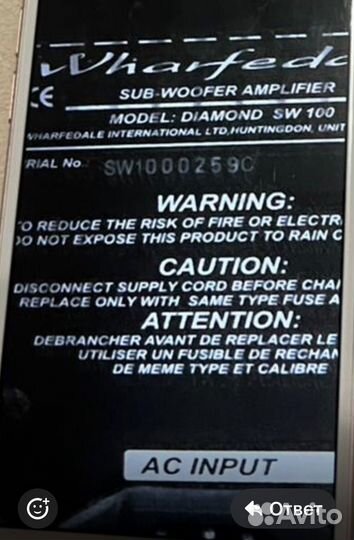 Wharfeda
CE
SUB-WOOFER AMPLIFIER
MODEL: DIAMOND SW 100
WHARFEDALE INTERNATIONAL LTD, HUNTINGDON, UNIT
RIAL No. SW1000259C
WARNING:
TO REDUCE THE RISK OF FIRE OR ELECTR
DO NOT EXPOSE THIS PRODUCT TO RAIN O
CAUTION:
DISCONNECT SUPPLY CORD BEFORE CHA
REPLACE ONLY WITH SAME TYPE FUSE A
ATTENTION:
DEBRANCHER AVANT DE REPLACER LE
UTILISER UN FUSIBLE DE RECHAN
DE MEME TYPE ET CALIBRE
AC INPUT
Ответ
Avito